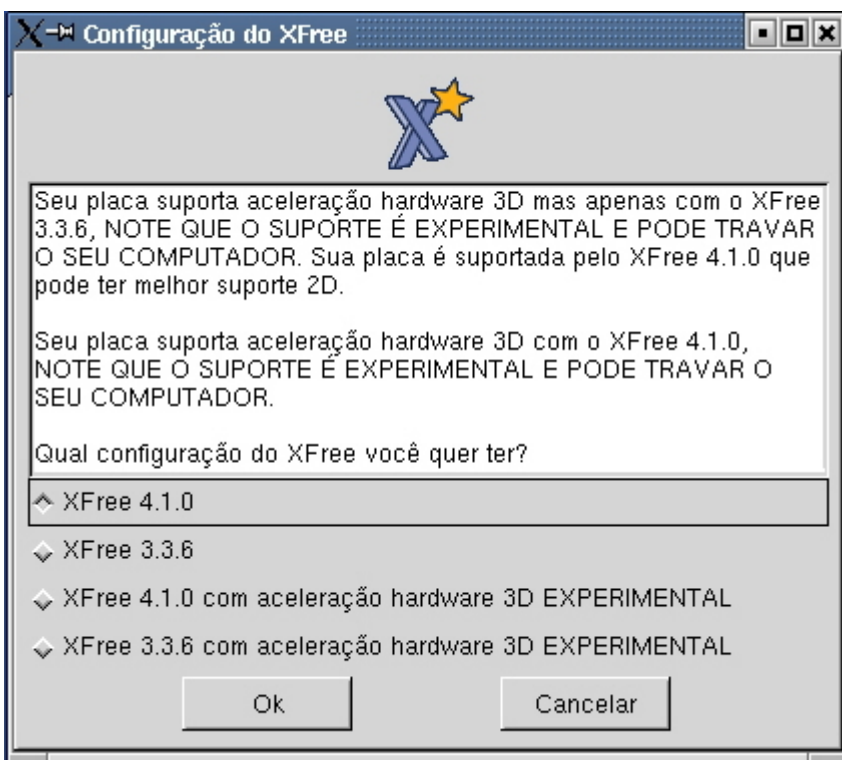 Configuração do XFree
Seu placa suporta aceleração hardware 3D mas apenas com o XFree
3.3.6, NOTE QUE O SUPORTE É EXPERIMENTAL E PODE TRAVAR
O SEU COMPUTADOR. Sua placa é suportada pelo XFree 4.1.0 que
pode ter melhor suporte 2D.
Seu placa suporta aceleração hardware 3D com o XFree 4.1.0,
NOTE QUE O SUPORTE É EXPERIMENTAL E PODE TRAVAR O
SEU COMPUTADOR.
Qual configuração do XFree você quer ter?
XFree 4.1.0
XFree 3.3.6
XFree 4.1.0 com aceleração hardware 3D EXPERIMENTAL
XFree 3.3.6 com aceleração hardware 3D EXPERIMENTAL
Ok Cancelar